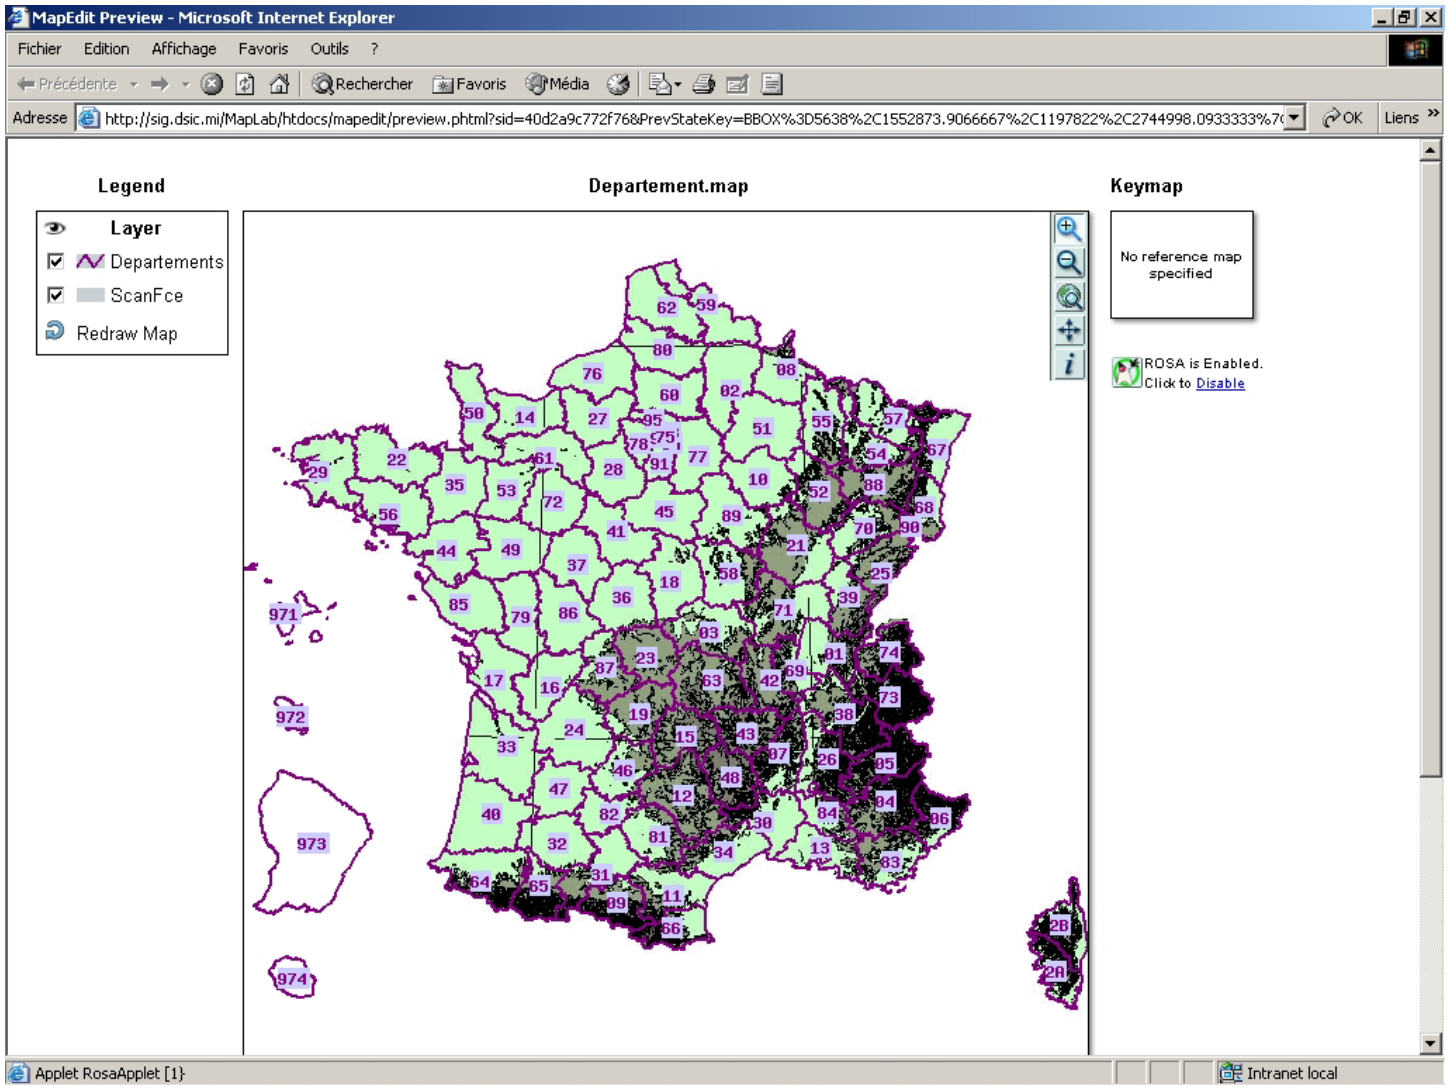 MapEdit Preview - Microsoft Internet Explorer
Fichier Edition Affichage Favoris Outils ?
Précédente Rechercher Favoris Média
Adresse http://sig.dsic.mi/MapLab/htdocs/mapedit/preview.phtml?sid=40d2a9c772f76&PrevStateKey=BBOX%3D5638%2C1552873.9066667%2C1197822%2C2744998.0933333%7 OK Liens »
Legend Departement.map Keymap
Layer
Departements
ScanFce
Redraw Map
No reference map
specified
ROSA is Enabled.
Click to Disable
62 59
80
76 08
60 02
50 14 27 95 51 55 57
78 75
61 91 77 54 67
29 22 28 10
35 53 72 52 88
56 45 89 68
41 70 90
44 49 21
37 18 58 25
85 36 71 39
971 79 86
03
23 01 74
87 63 42 69
17 16 73
972 19 38
24 15 43
33 07 26 05
46 48
47 12 04
40 82 30 84 06
973 32 81 34 13 83
64 65 31
09 11
66 2B
974 2A
Applet RosaApplet [1} Intranet local